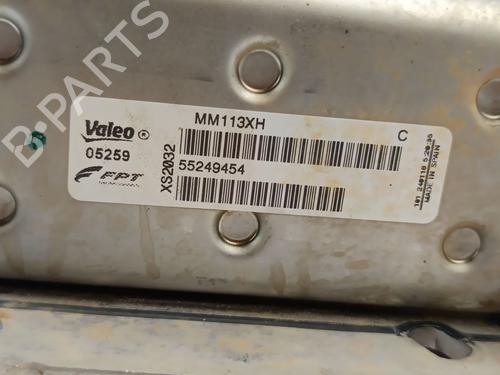 B-PARTS
Valeo ®
MM113XH
C
05259
XS2032
FPT
55249454
MADE IN SPAIN